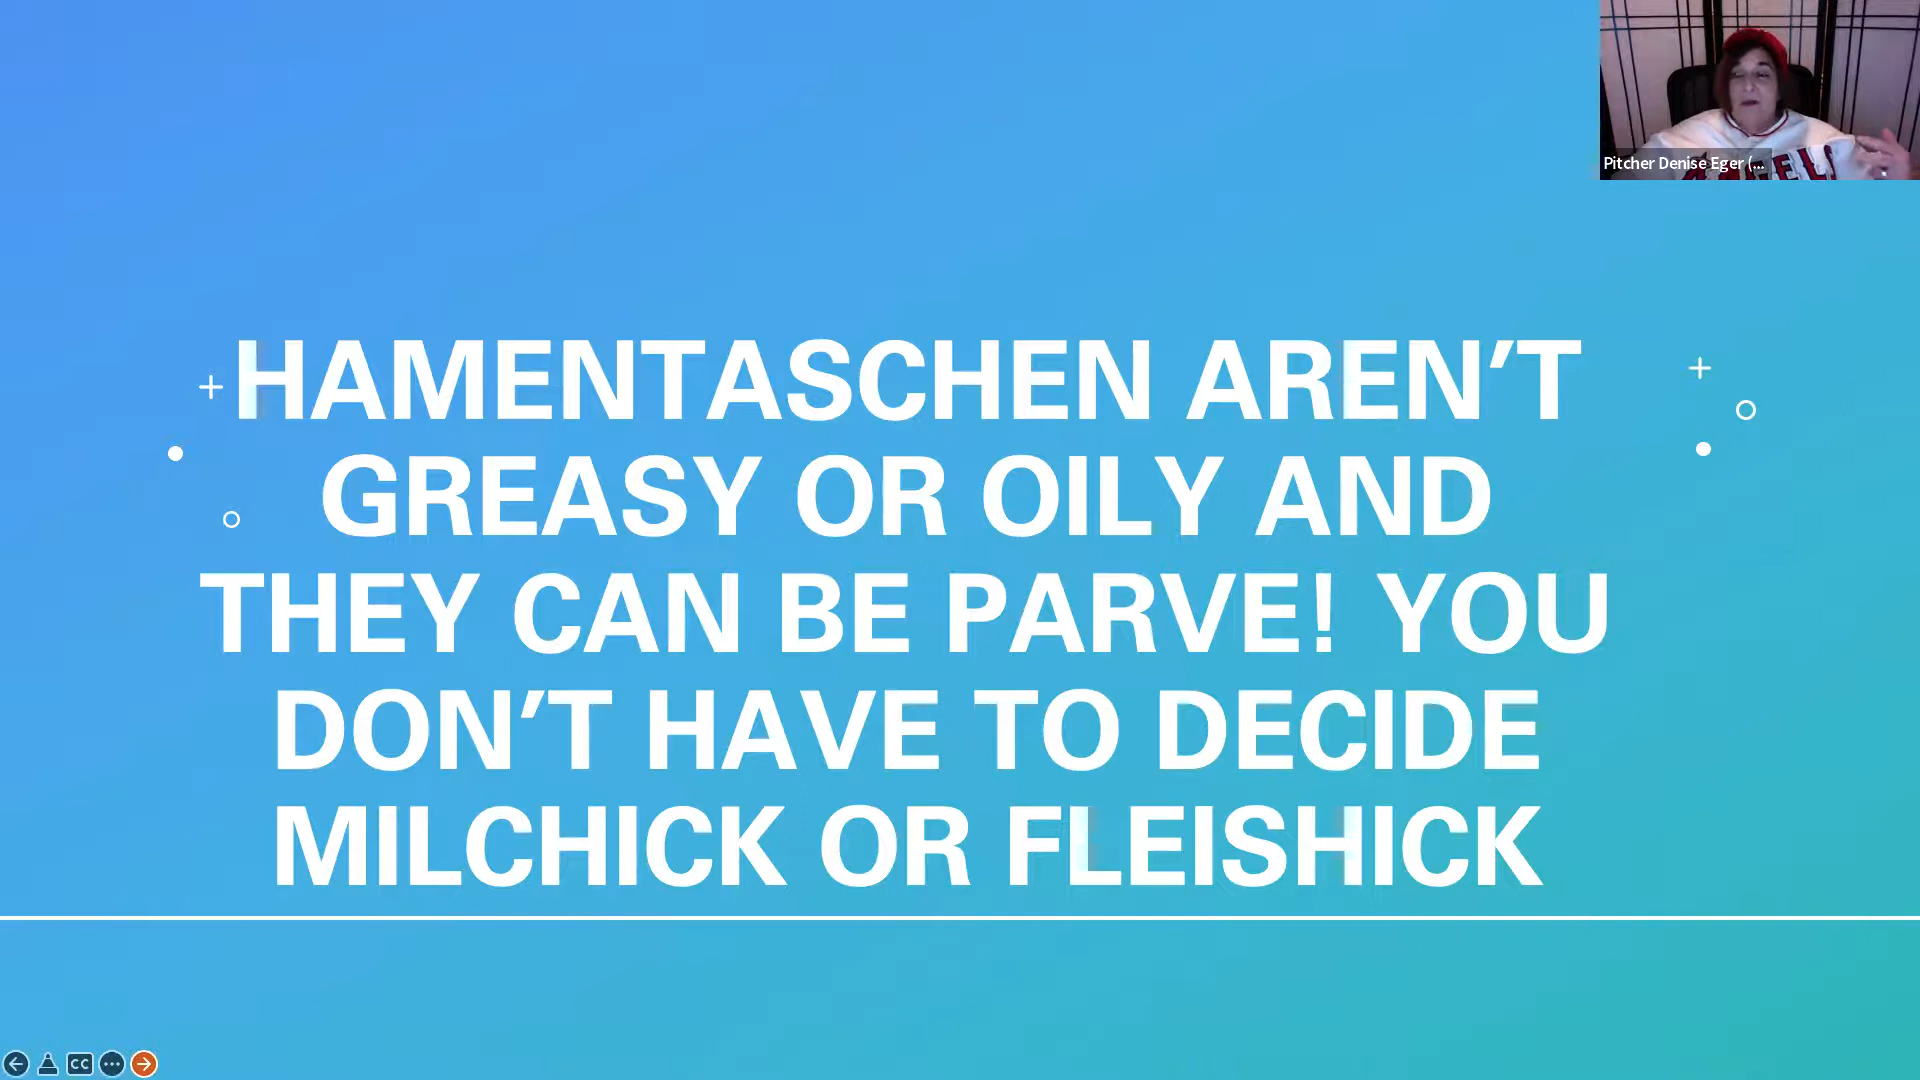 Pitcher Denise Eger (...
HAMENTASCHEN AREN’T
GREASY OR OILY AND
THEY CAN BE PARVE! YOU
DON’T HAVE TO DECIDE
MILCHICK OR FLEISHICK
CC